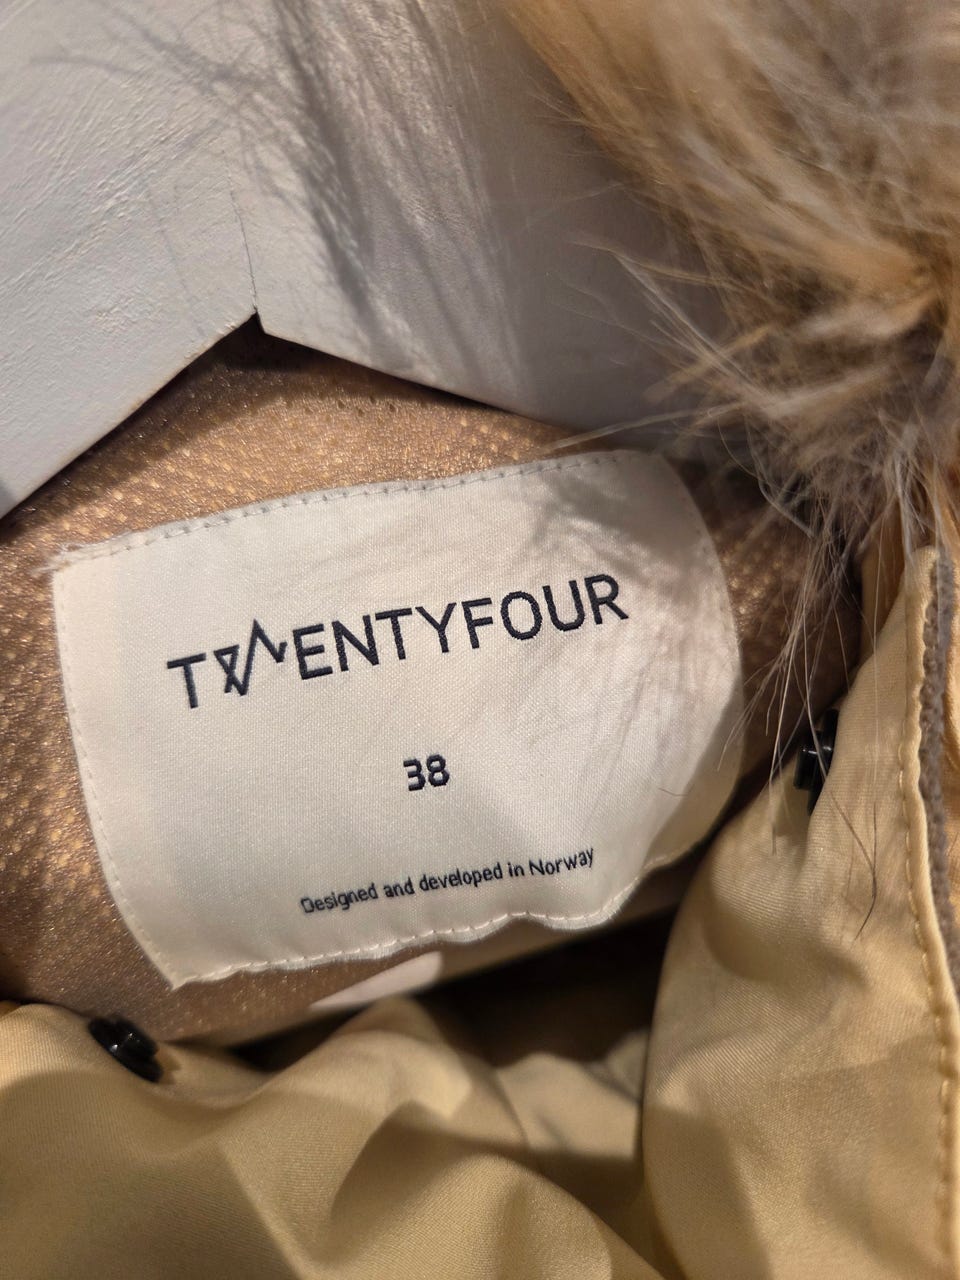 TWENTYFOUR
38
Designed and developed in Norway